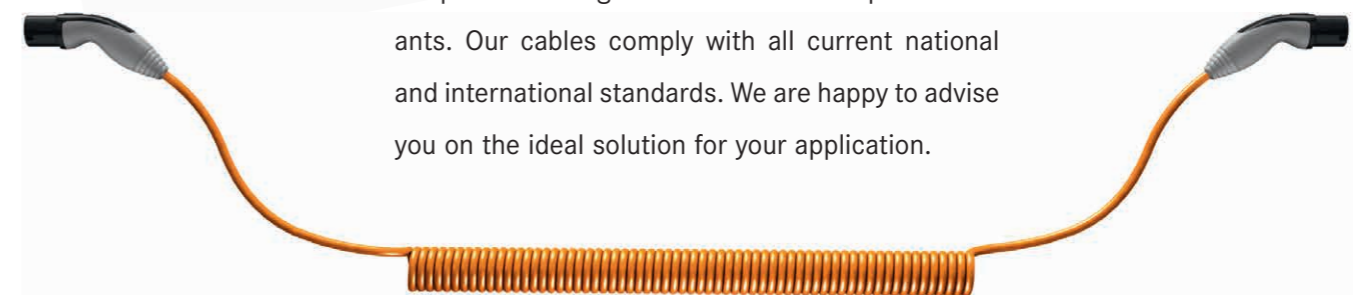 ants. Our cables comply with all current national
and international standards. We are happy to advise
you on the ideal solution for your application.